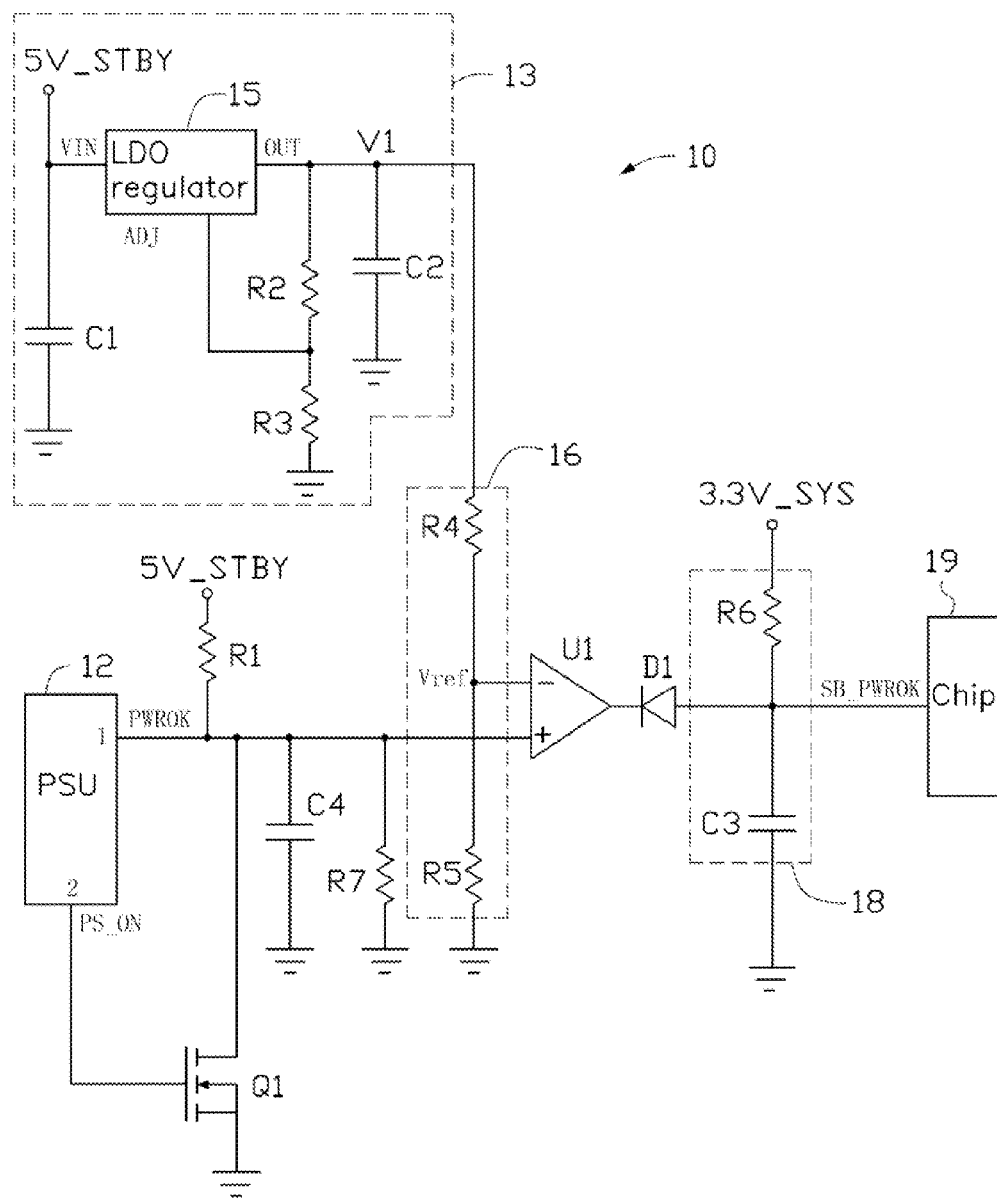 5V_STBY
13
15
VIN
LDO
regulator
OUT
V1
10
ADJ
R2
C2
C1
R3
16
R4
3.3V_SYS
5V_STBY
19
R6
R1
U1
12
D1
Vref
SB_PWROK
Chip
PWROK
1
−
+
PSU
C4
C3
R7
R5
2
18
PS_ON
Q1